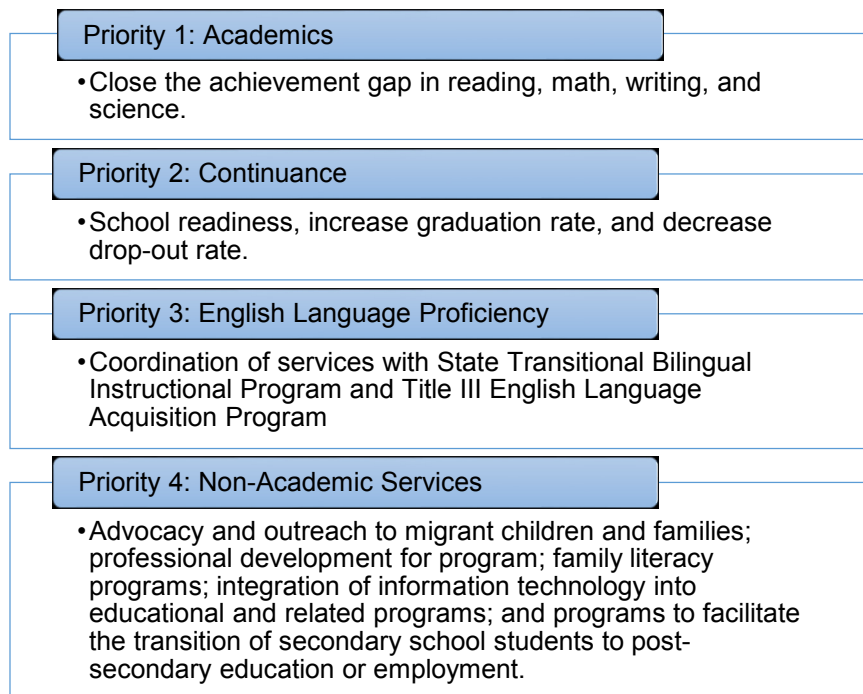 Priority 1: Academics
•Close the achievement gap in reading, math, writing, and
science.
Priority 2: Continuance
•School readiness, increase graduation rate, and decrease
drop-out rate.
Priority 3: English Language Proficiency
•Coordination of services with State Transitional Bilingual
Instructional Program and Title III English Language
Acquisition Program
Priority 4: Non-Academic Services
•Advocacy and outreach to migrant children and families;
professional development for program; family literacy
programs; integration of information technology into
educational and related programs; and programs to facilitate
the transition of secondary school students to post-
secondary education or employment.